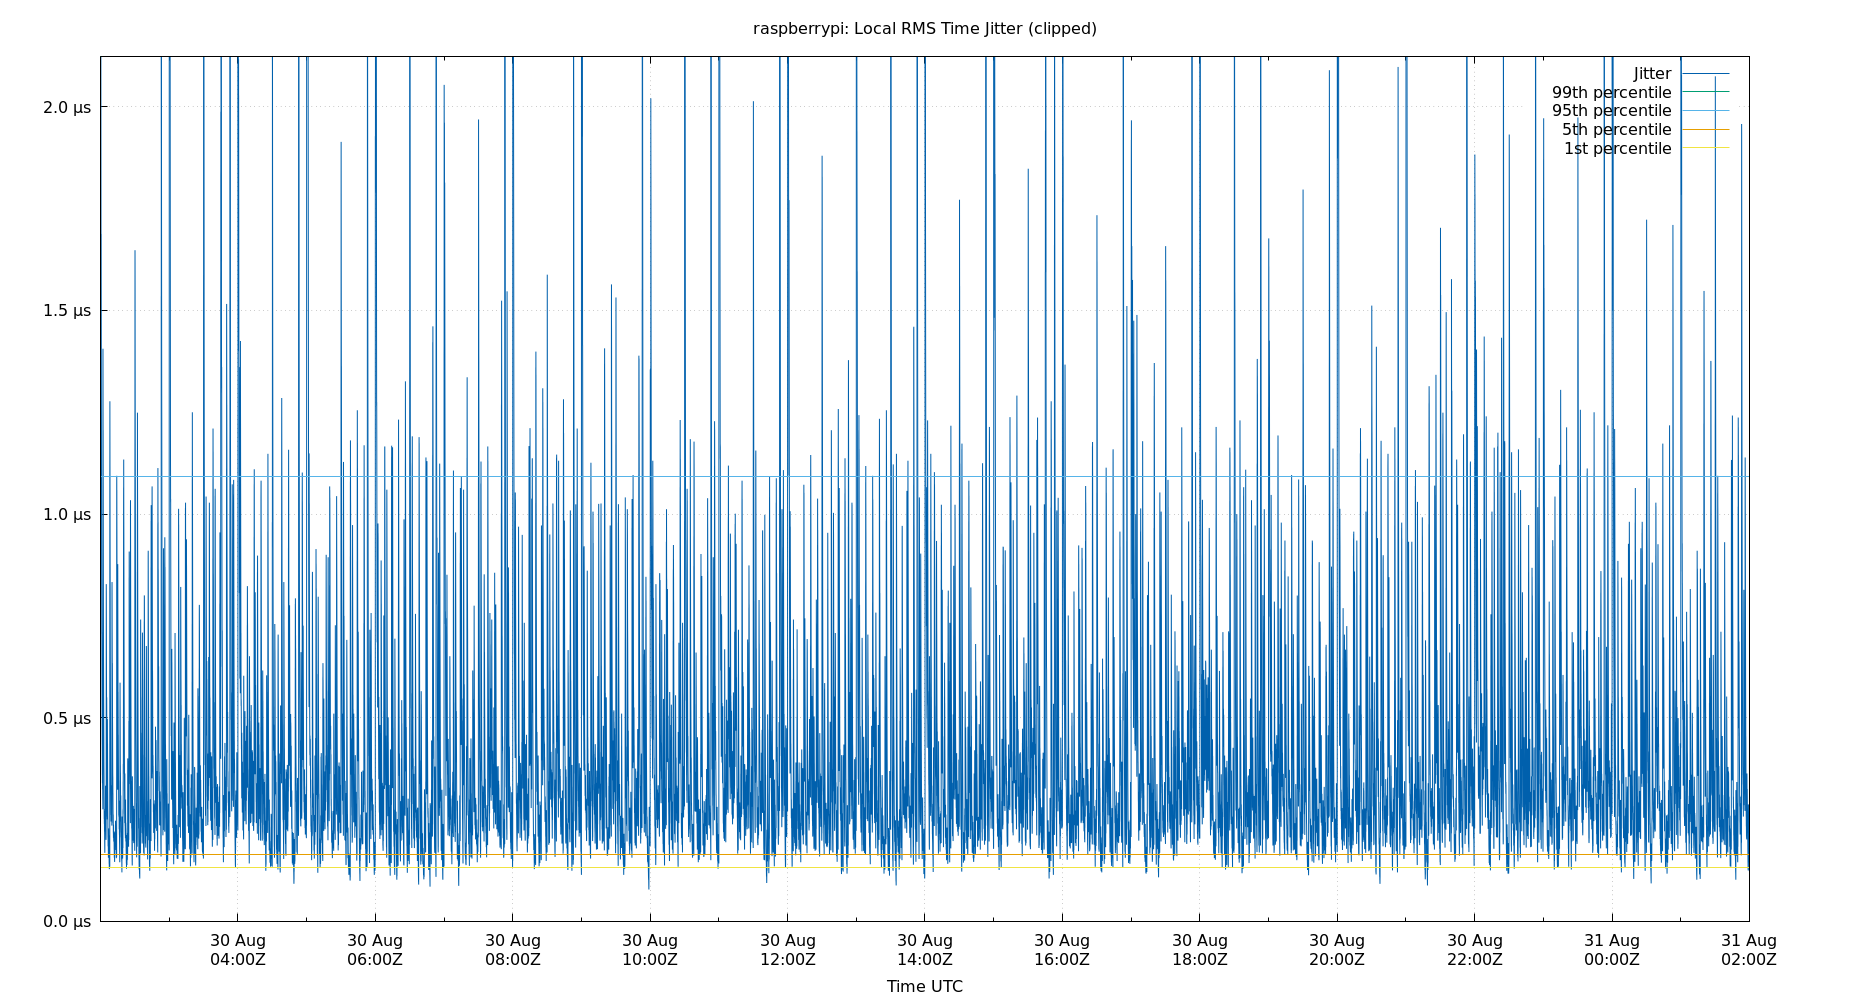 raspberrypi: Local RMS Time Jitter (clipped)
Jitter
99th percentile
95th percentile
5th percentile
1st percentile
2.0 µs
1.5 µs
1.0 µs
0.5 µs
0.0 µs
30 Aug 30 Aug 30 Aug 30 Aug 30 Aug 30 Aug 30 Aug 30 Aug 30 Aug 30 Aug 31 Aug 31 Aug
04:00Z 06:00Z 08:00Z 10:00Z 12:00Z 14:00Z 16:00Z 18:00Z 20:00Z 22:00Z 00:00Z 02:00Z
Time UTC